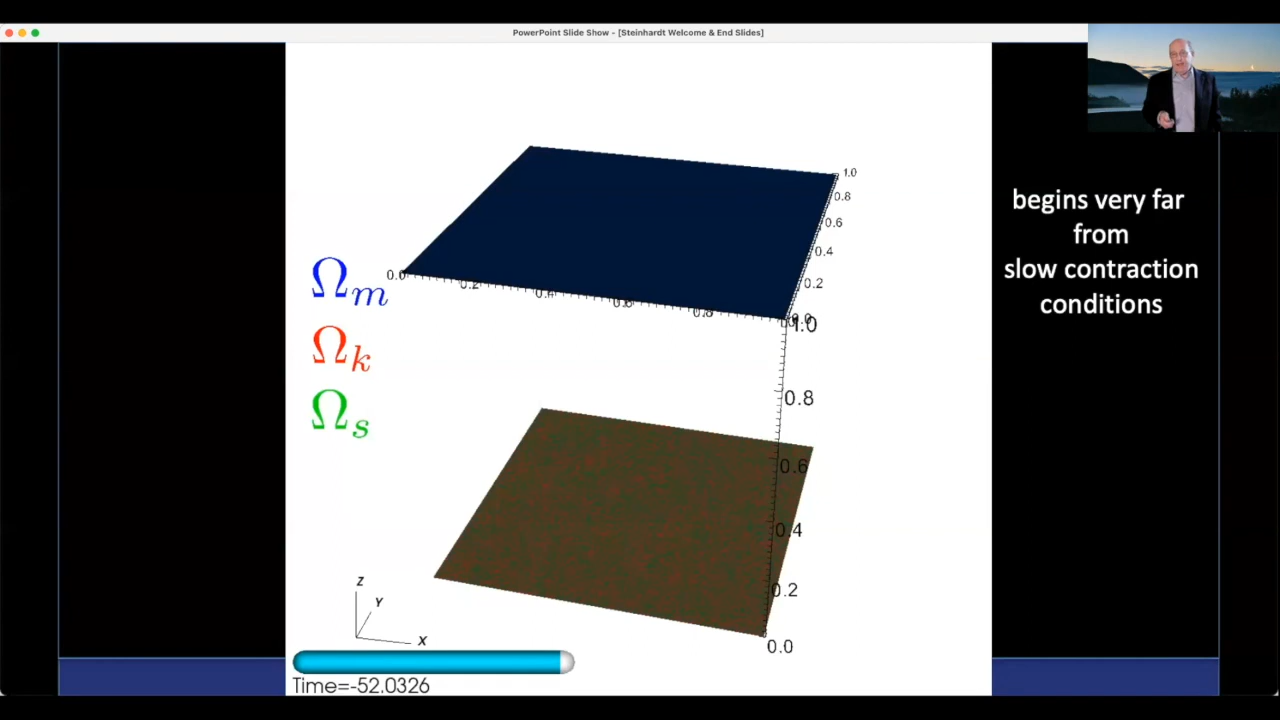 PowerPoint Slide Show - [Steinhardt Welcome & End Slides]
begins very far
from
slow contraction
conditions
Ωm
Ωk
Ωs
1.0
0.8
0.6
0.4
0.2
0.0
0.2
0.4
0.6
0.8
1.0
0.8
0.6
0.4
0.2
0.0
Z
Y
X
Time=-52.0326